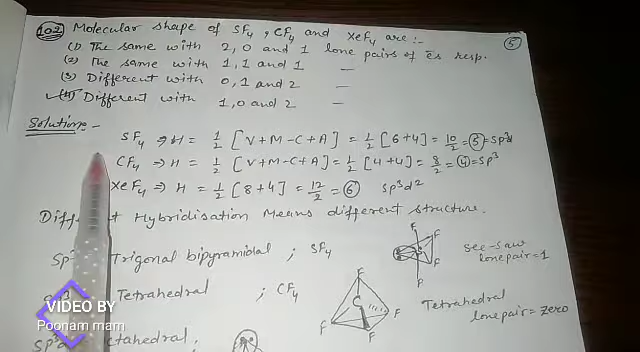 102 Molecular shape of SF4, CF4 and XeF4 are:-
(1) The same with 2, 0 and 1 lone pairs of ēs resp.
(2) The same with 1, 1 and 1 —
(3) Different with 0, 1 and 2 —
(4) Different with 1, 0 and 2 —
5
Solution:-
SF4 => H = 1/2 [V+M-C+A] = 1/2 [6+4] = 10/2 = 5 = sp³d
CF4 => H = 1/2 [V+M-C+A] = 1/2 [4+4] = 8/2 = 4 = sp³
XeF4 => H = 1/2 [8+4] = 12/2 = 6 sp³d²
Hybridisation Means different structure.
Trigonal bipyramidal ; SF4
F
F
F
F
see-saw
lone pair = 1
Tetrahedral ; CF4
F
C
F
F
F
Tetrahedral
lone pair = zero
VIDEO BY
Poonam mam